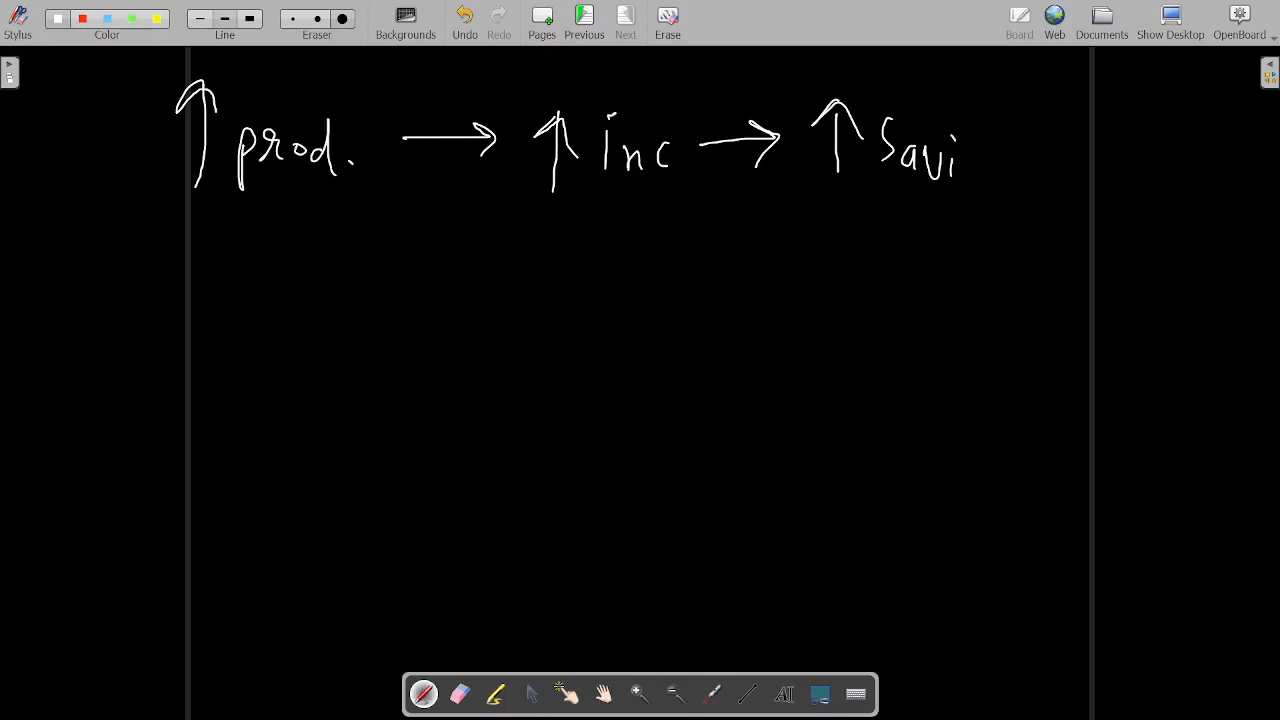 Stylus Color Line Eraser Backgrounds Undo Redo Pages Previous Next Erase Board Web Documents Show Desktop OpenBoard
↑ prod. → ↑ inc → ↑ Savi
AI